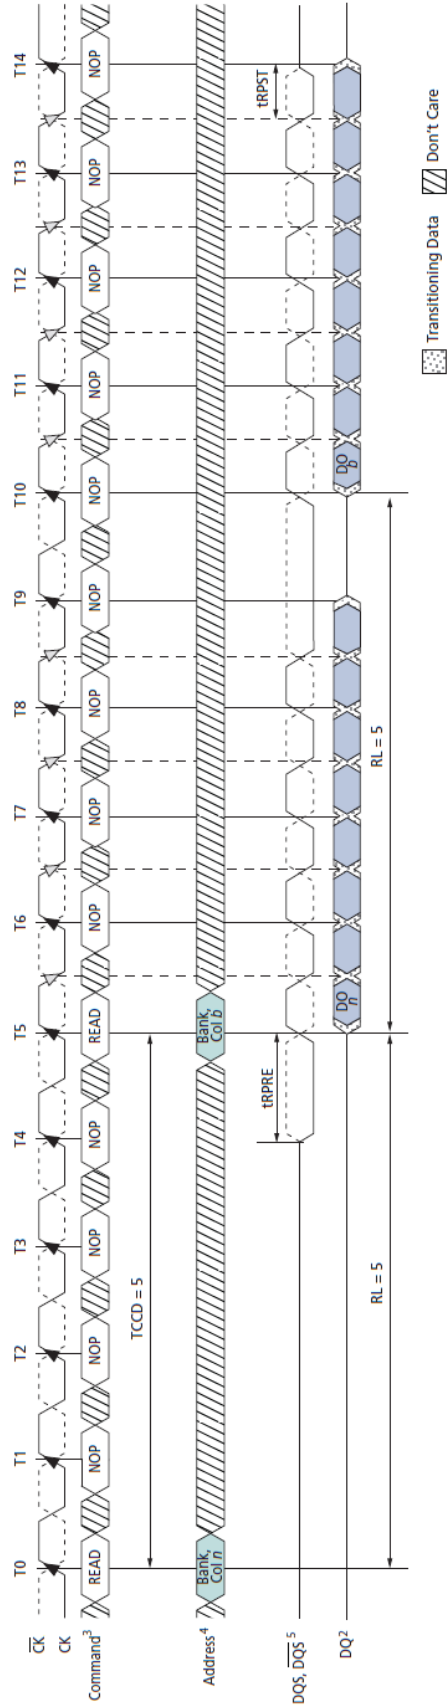 T0 T1 T2 T3 T4 T5 T6 T7 T8 T9 T10 T11 T12 T13 T14
C̅K̅
CK
Command³ READ NOP NOP NOP NOP READ NOP NOP NOP NOP NOP NOP NOP NOP NOP
TCCD = 5
Address⁴ Bank, Col n Bank, Col b
tRPRE tRPST
DQS, D̅Q̅S̅ ⁵
DQ² DO n DO b
RL = 5 RL = 5
Transitioning Data Don't Care